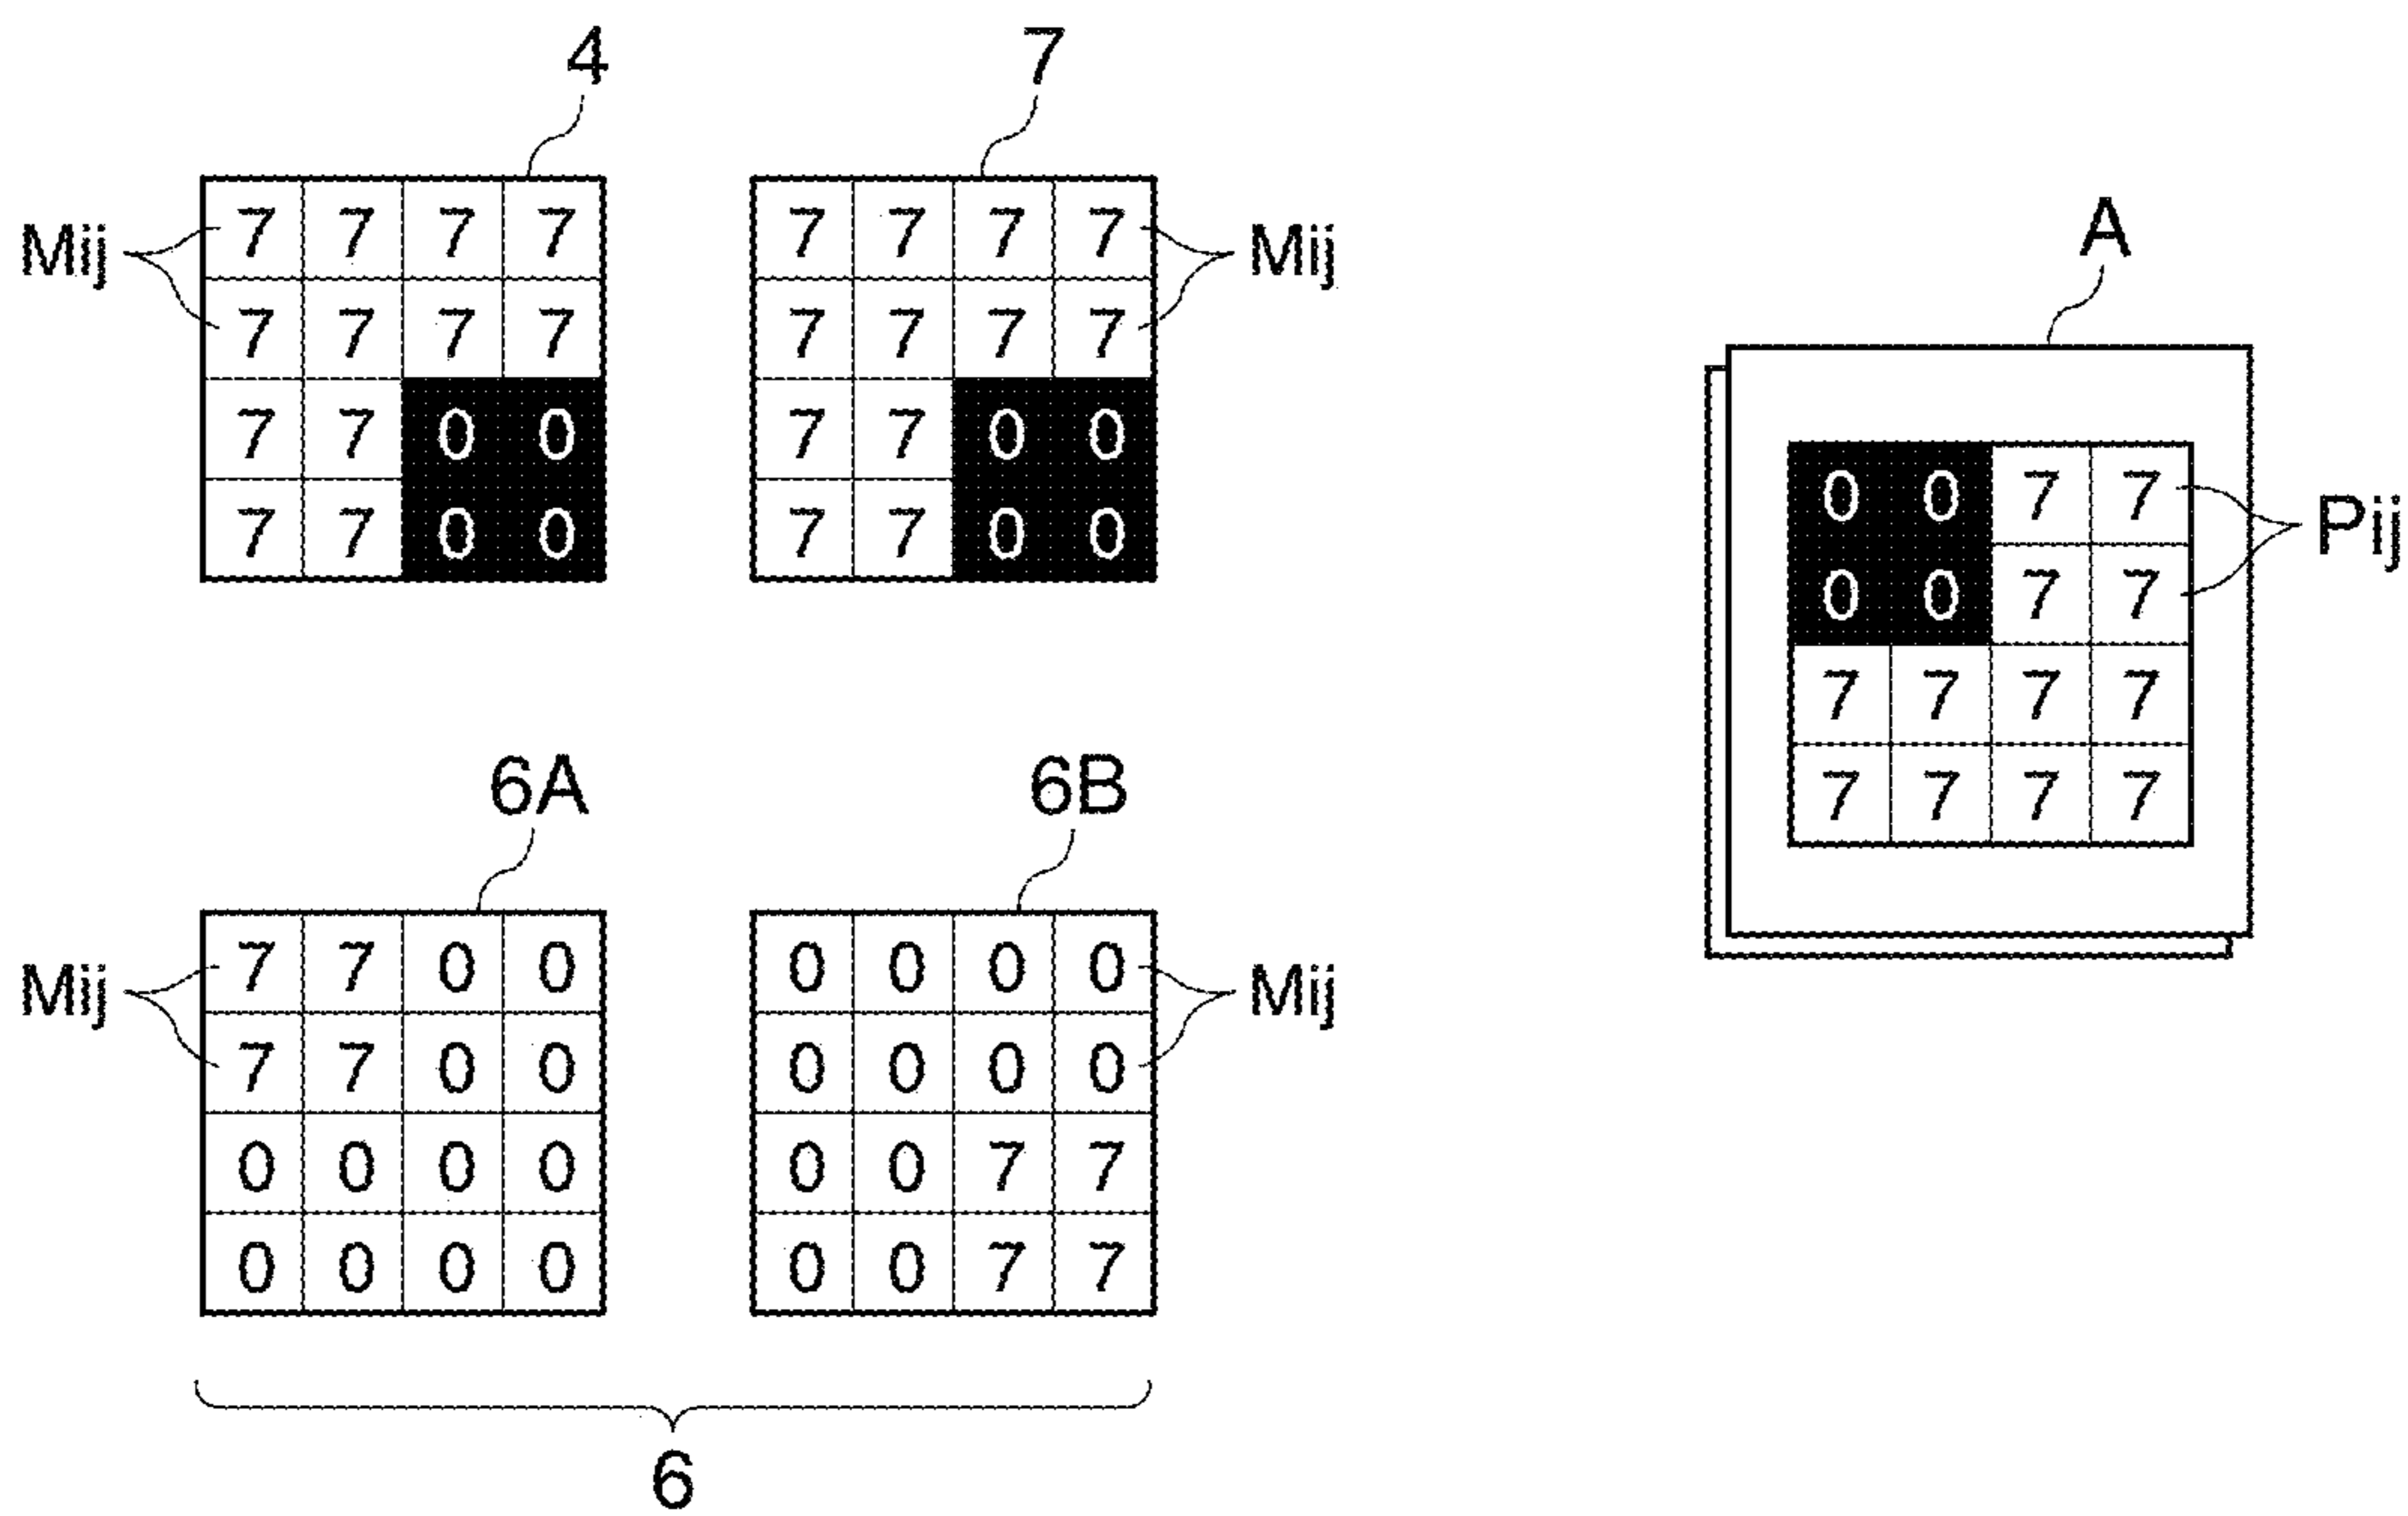 4 7
Mij 7 7 7 7 7 7 7 7 Mij
7 7 7 7 7 7 7 7
7 7 0 0 7 7 0 0
7 7 0 0 7 7 0 0
A
0 0 7 7 Pij
0 0 7 7
7 7 7 7
7 7 7 7
6A 6B
Mij 7 7 0 0 0 0 0 0 Mij
7 7 0 0 0 0 0 0
0 0 0 0 0 0 7 7
0 0 0 0 0 0 7 7
6